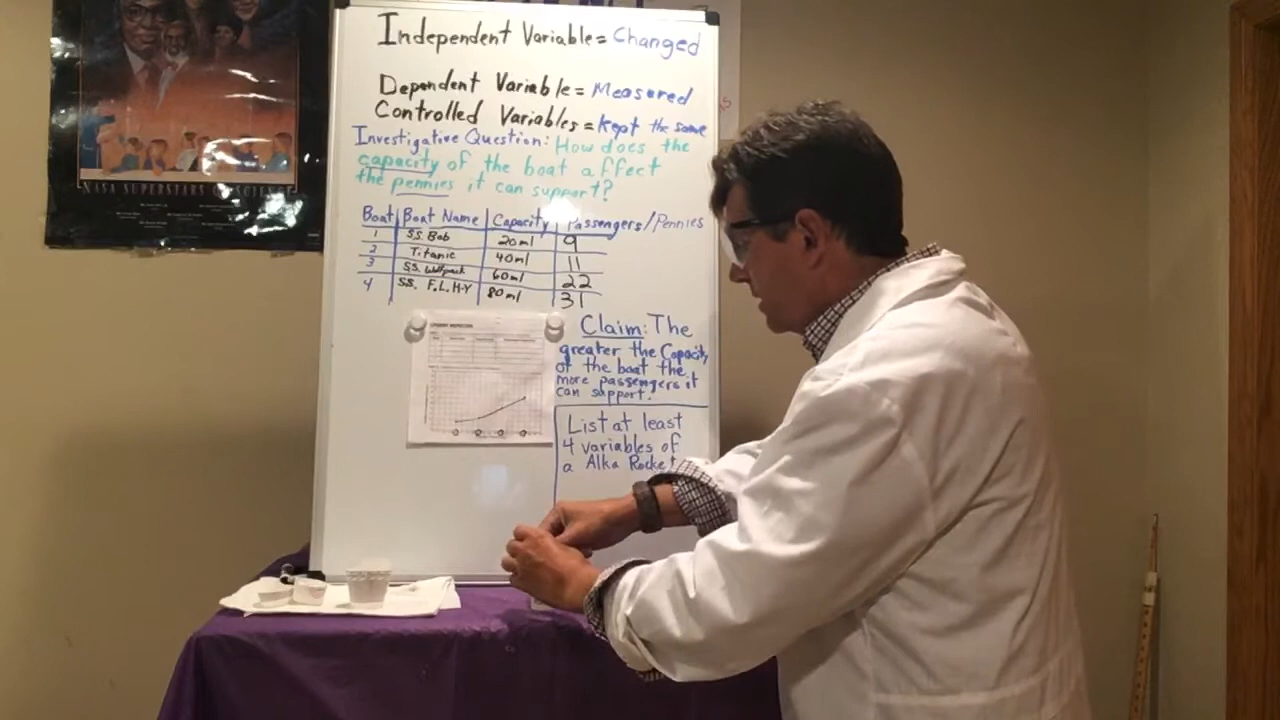 NASA SUPERSTARS OF SCIENCE
Independent Variable = Changed
Dependent Variable = Measured
Controlled Variables = Kept the same
Investigative Question: How does the
capacity of the boat affect
the pennies it can support?
Boat Boat Name Capacity Passengers/Pennies
1 S.S. Bob 20ml 9
2 Titanic 40ml 11
3 S.S. Wolfpack 60ml 22
4 S.S. F.L.H-Y 80ml 31
Claim: The
greater the Capacity
of the boat the
more passengers it
can support.
List at least
4 variables of
a Alka Rocket